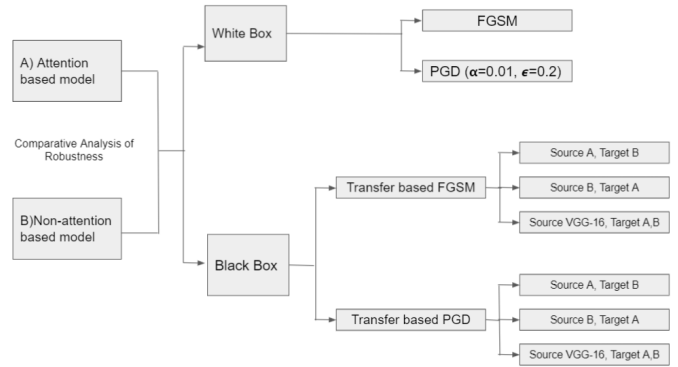 A) Attention
based model
Comparative Analysis of
Robustness
B)Non-attention
based model
White Box
FGSM
PGD (α=0.01, ϵ=0.2)
Black Box
Transfer based FGSM
Source A, Target B
Source B, Target A
Source VGG-16, Target A,B
Transfer based PGD
Source A, Target B
Source B, Target A
Source VGG-16, Target A,B